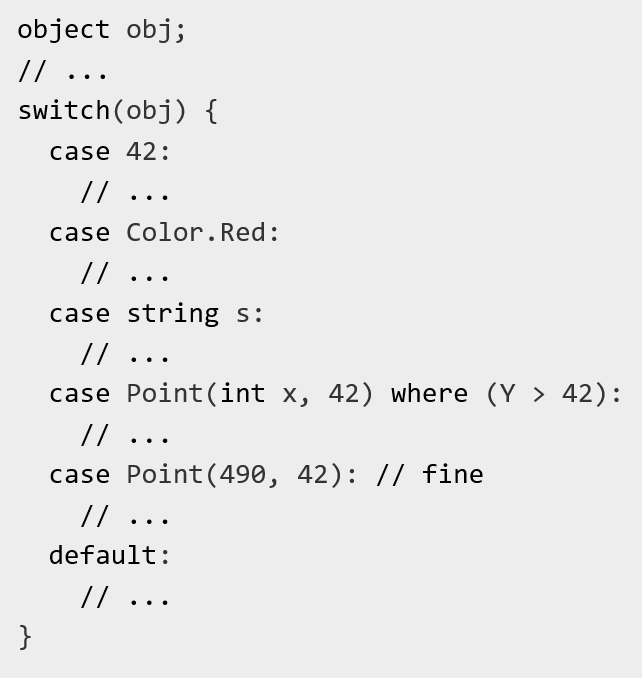 object obj;
// ...
switch(obj) {
  case 42:
    // ...
  case Color.Red:
    // ...
  case string s:
    // ...
  case Point(int x, 42) where (Y > 42):
    // ...
  case Point(490, 42): // fine
    // ...
  default:
    // ...
}